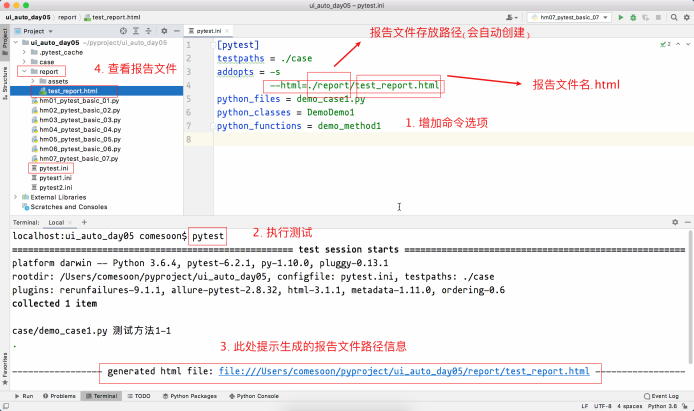 ui_auto_day05 – pytest.ini
ui_auto_day05 › report › test_report.html
hm07_pytest_basic_07
Project
pytest.ini
ui_auto_day05 ~/pyproject/ui_auto_day05
.pytest_cache
case
report
assets
test_report.html
hm01_pytest_basic_01.py
hm02_pytest_basic_02.py
hm03_pytest_basic_03.py
hm04_pytest_basic_04.py
hm05_pytest_basic_05.py
hm06_pytest_basic_06.py
hm07_pytest_basic_07.py
pytest.ini
pytest1.ini
pytest2.ini
External Libraries
Scratches and Consoles
4. 查看报告文件
Project
Structure
Favorites
1 [pytest]
2 testpaths = ./case
3 addopts = -s
4 --html=./report/test_report.html
5 python_files = demo_case1.py
6 python_classes = DemoDemo1
7 python_functions = demo_method1
8
2
报告文件存放路径(会自动创建)
报告文件名.html
1. 增加命令选项
Terminal: Local
localhost:ui_auto_day05 comesoon$ pytest
2. 执行测试
test session starts
platform darwin -- Python 3.6.4, pytest-6.2.1, py-1.10.0, pluggy-0.13.1
rootdir: /Users/comesoon/pyproject/ui_auto_day05, configfile: pytest.ini, testpaths: ./case
plugins: rerunfailures-9.1.1, allure-pytest-2.8.32, html-3.1.1, metadata-1.11.0, ordering-0.6
collected 1 item
case/demo_case1.py 测试方法1-1
.
3. 此处提示生成的报告文件路径信息
generated html file: file:///Users/comesoon/pyproject/ui_auto_day05/report/test_report.html
Run Problems Terminal TODO Python Packages Python Console Event Log
LF UTF-8 4 spaces Python 3.6